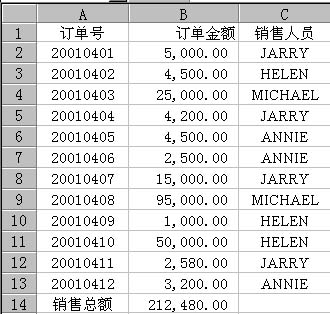 A B C
1 订单号 订单金额 销售人员
2 20010401 5,000.00 JARRY
3 20010402 4,500.00 HELEN
4 20010403 25,000.00 MICHAEL
5 20010404 4,200.00 JARRY
6 20010405 4,500.00 ANNIE
7 20010406 2,500.00 ANNIE
8 20010407 15,000.00 JARRY
9 20010408 95,000.00 MICHAEL
10 20010409 1,000.00 HELEN
11 20010410 50,000.00 HELEN
12 20010411 2,580.00 JARRY
13 20010412 3,200.00 ANNIE
14 销售总额 212,480.00